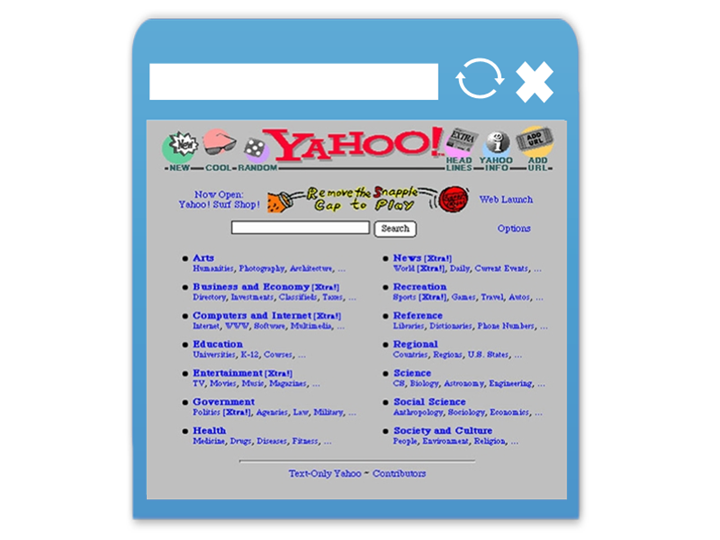 New
EXTRA
i
ADD URL
YAHOO!
NEW COOL RANDOM
HEAD LINES
YAHOO INFO
ADD URL
Now Open:
Yahoo! Surf Shop!
Remove the Snapple
Cap to Play
Web Launch
Search
Options
Arts
Humanities, Photography, Architecture, ...
Business and Economy [Xtra!]
Directory, Investments, Classifieds, Taxes, ...
Computers and Internet [Xtra!]
Internet, WWW, Software, Multimedia, ...
Education
Universities, K-12, Courses, ...
Entertainment [Xtra!]
TV, Movies, Music, Magazines, ...
Government
Politics [Xtra!], Agencies, Law, Military, ...
Health
Medicine, Drugs, Diseases, Fitness, ...
News [Xtra!]
World [Xtra!], Daily, Current Events, ...
Recreation
Sports [Xtra!], Games, Travel, Autos, ...
Reference
Libraries, Dictionaries, Phone Numbers, ...
Regional
Countries, Regions, U.S. States, ...
Science
CS, Biology, Astronomy, Engineering, ...
Social Science
Anthropology, Sociology, Economics, ...
Society and Culture
People, Environment, Religion, ...
Text-Only Yahoo ~ Contributors